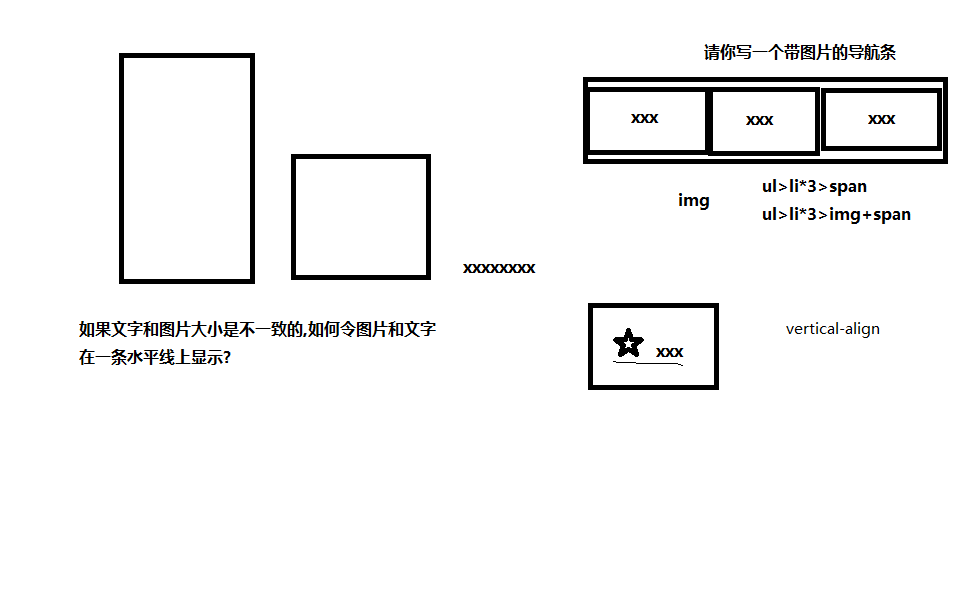 请你写一个带图片的导航条
xxx
xxx
xxx
img
ul>li*3>span
ul>li*3>img+span
xxxxxxxx
如果文字和图片大小是不一致的,如何令图片和文字
在一条水平线上显示?
xxx
vertical-align